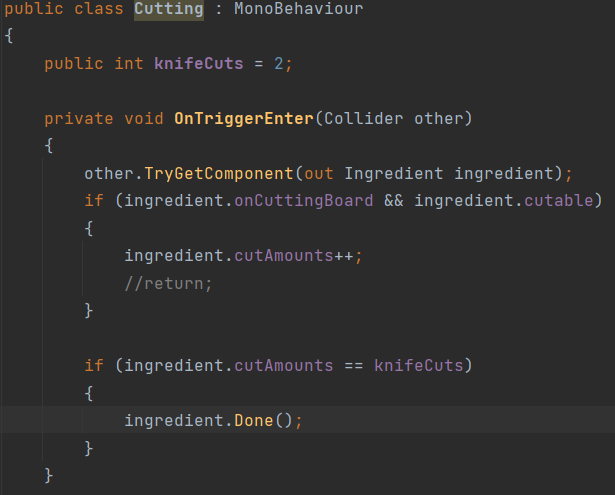 public class Cutting : MonoBehaviour
{
    public int knifeCuts = 2;

    private void OnTriggerEnter(Collider other)
    {
        other.TryGetComponent(out Ingredient ingredient);
        if (ingredient.onCuttingBoard && ingredient.cutable)
        {
            ingredient.cutAmounts++;
            //return;
        }

        if (ingredient.cutAmounts == knifeCuts)
        {
            ingredient.Done();
        }
    }